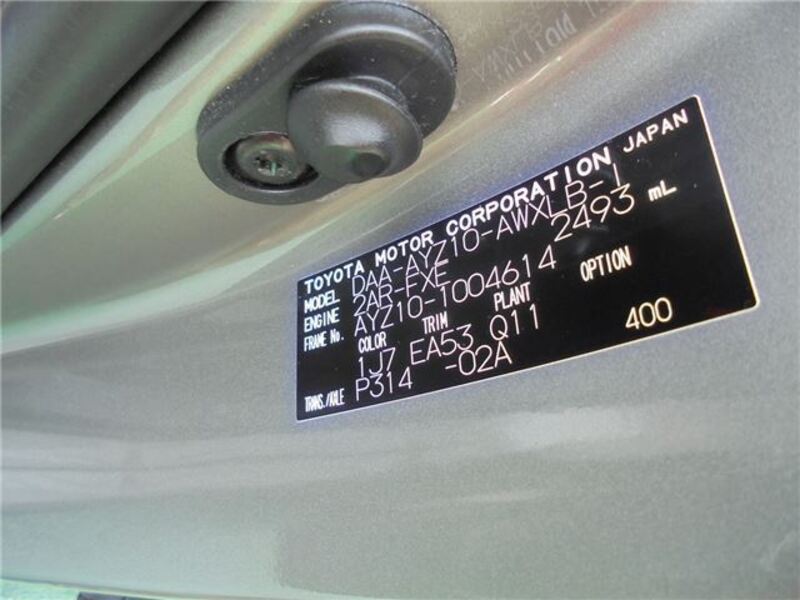 TOYOTA MOTOR CORPORATION JAPAN
MODEL DAA-AYZ10-AWXLB-1
ENGINE 2AR-FXE 2493 mL
FRAME No. AYZ10-1004614
COLOR TRIM PLANT OPTION
1J7 EA53 Q11 400
TRANS./AXLE P314 -02A